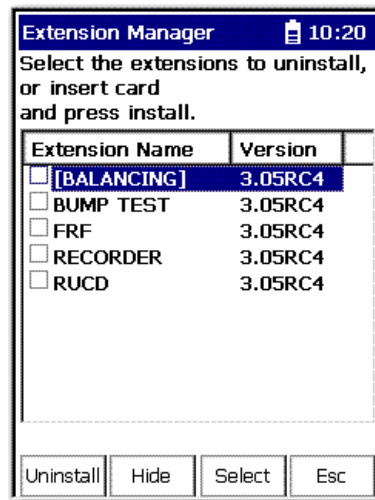 Extension Manager 10:20
Select the extensions to uninstall,
or insert card
and press install.
Extension Name Version
[BALANCING] 3.05RC4
BUMP TEST 3.05RC4
FRF 3.05RC4
RECORDER 3.05RC4
RUCD 3.05RC4
Uninstall Hide Select Esc